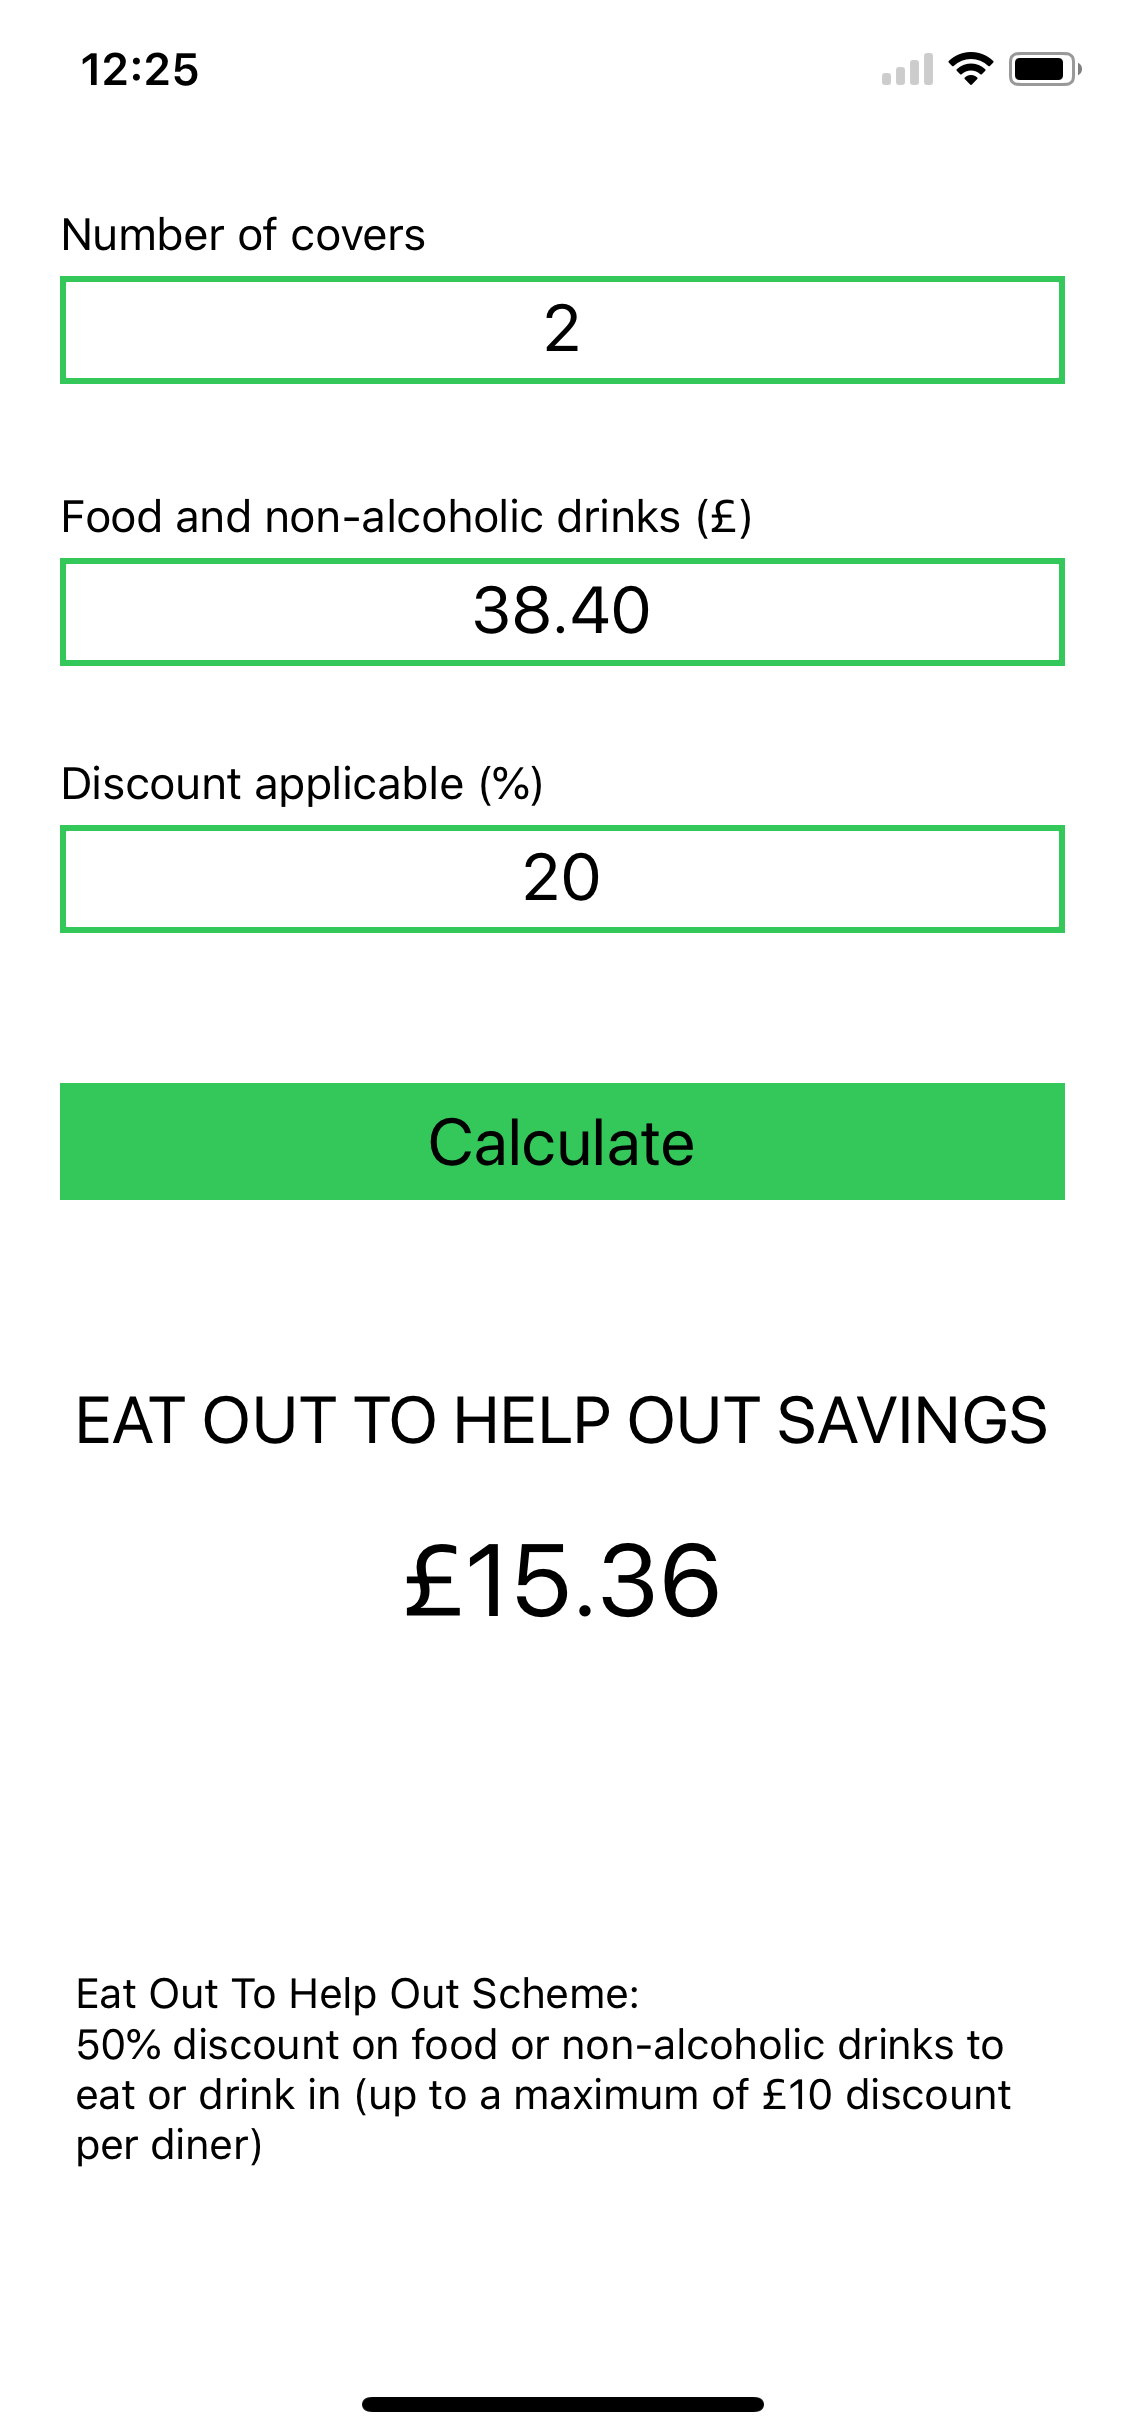 12:25
Number of covers
2
Food and non-alcoholic drinks (£)
38.40
Discount applicable (%)
20
Calculate
EAT OUT TO HELP OUT SAVINGS
£15.36
Eat Out To Help Out Scheme:
50% discount on food or non-alcoholic drinks to
eat or drink in (up to a maximum of £10 discount
per diner)